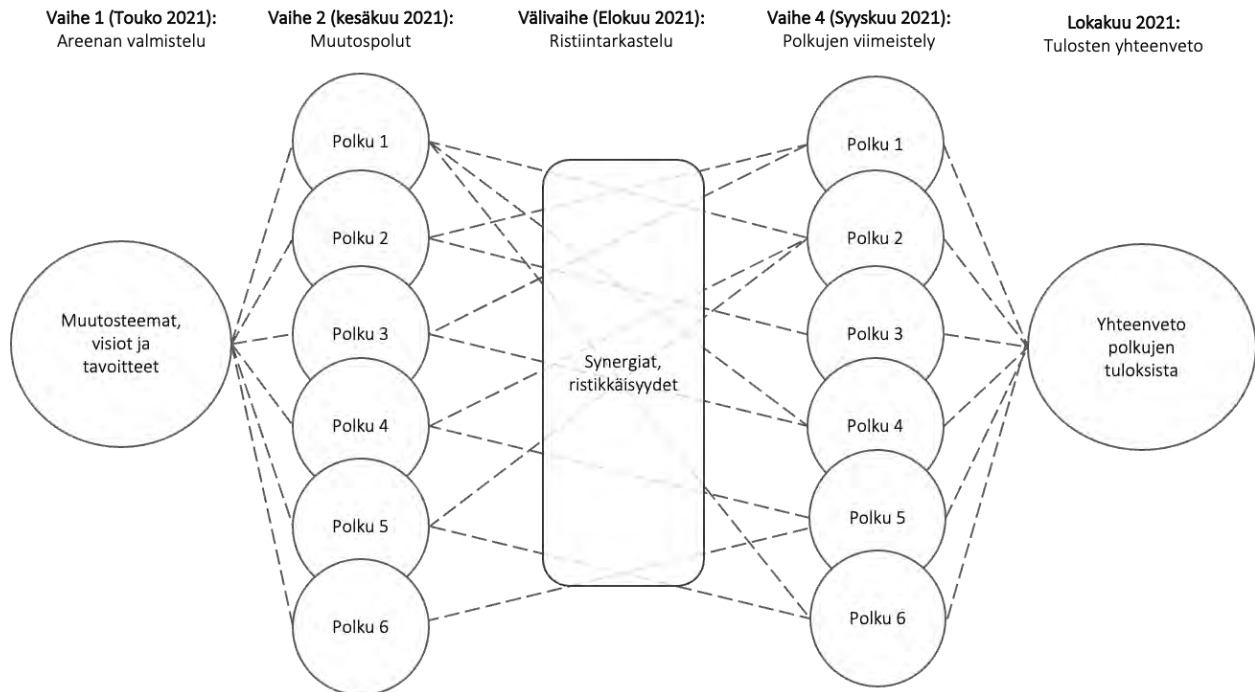 Vaihe 1 (Touko 2021):
Areenan valmistelu
Vaihe 2 (kesäkuu 2021):
Muutospolut
Välivaihe (Elokuu 2021):
Ristiintarkastelu
Vaihe 4 (Syyskuu 2021):
Polkujen viimeistely
Lokakuu 2021:
Tulosten yhteenveto
Muutosteemat,
visiot ja
tavoitteet
Polku 1
Polku 2
Polku 3
Polku 4
Polku 5
Polku 6
Synergiat,
ristikkäisyydet
Polku 1
Polku 2
Polku 3
Polku 4
Polku 5
Polku 6
Yhteenveto
polkujen
tuloksista